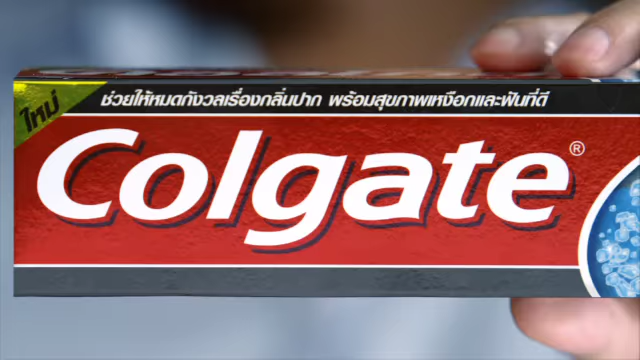 ใหม่
ช่วยให้หมดกังวลเรื่องกลิ่นปาก พร้อมสุขภาพเหงือกและฟันที่ดี
Colgate®